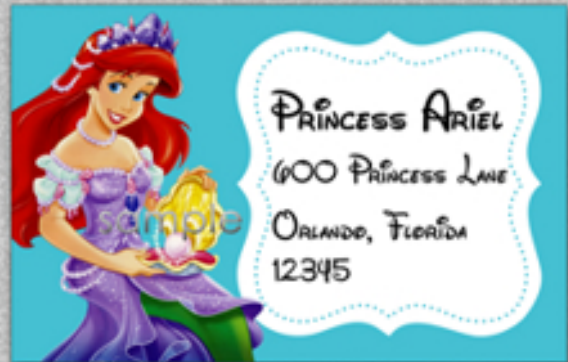 Princess Ariel
600 Princess Lane
sample
Orlando, Florida
12345